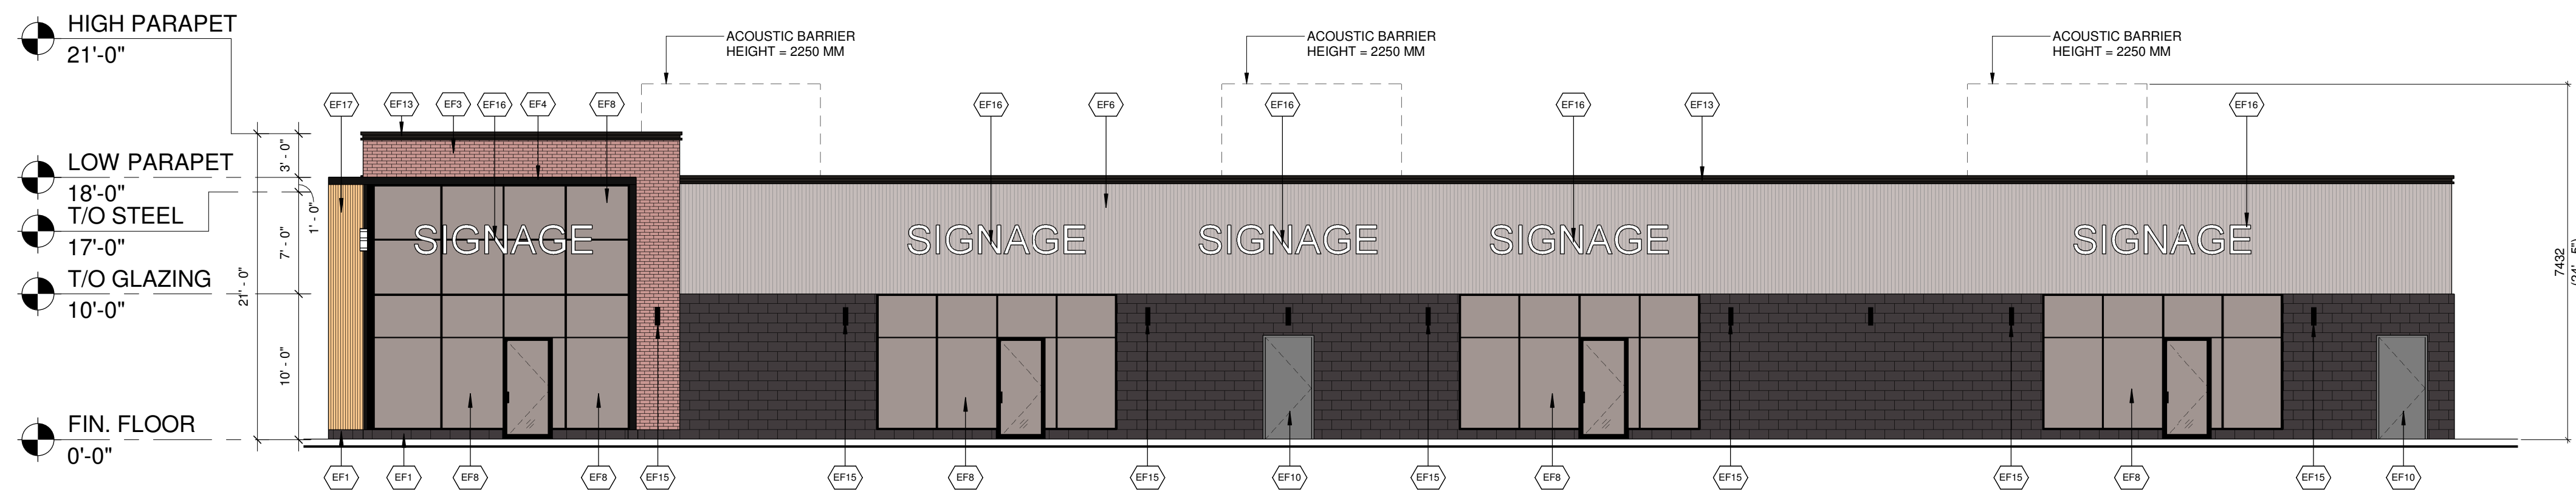 HIGH PARAPET
21'-0"
LOW PARAPET
18'-0"
T/O STEEL
17'-0"
T/O GLAZING
10'-0"
FIN. FLOOR
0'-0"
21' - 0"
3' - 0"
1' - 0"
7' - 0"
10' - 0"
ACOUSTIC BARRIER
HEIGHT = 2250 MM
ACOUSTIC BARRIER
HEIGHT = 2250 MM
ACOUSTIC BARRIER
HEIGHT = 2250 MM
EF17 EF13 EF3 EF16 EF4 EF8 EF16 EF6 EF16 EF16 EF13 EF16
SIGNAGE SIGNAGE SIGNAGE SIGNAGE SIGNAGE
EF1 EF1 EF8 EF8 EF15 EF15 EF8 EF15 EF10 EF15 EF8 EF15 EF15 EF8 EF15 EF10
7432